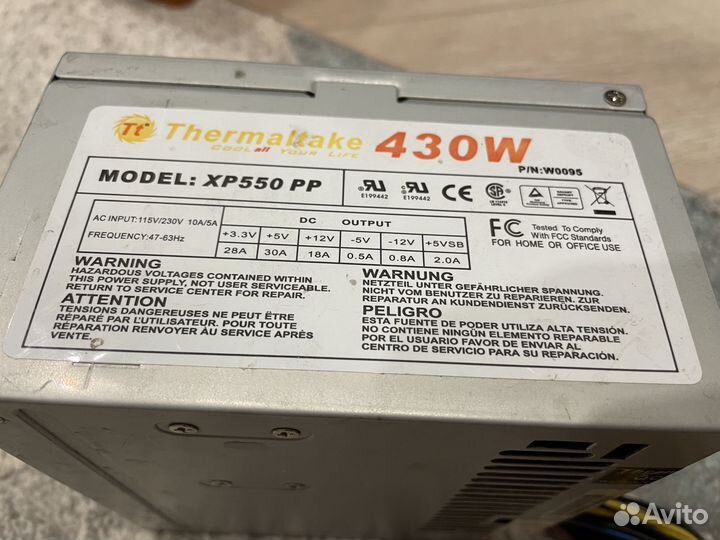 Tt Thermaltake 430W
COOL all YOUR LIFE
P/N:W0095
MODEL: XP550 PP
E199442 E199442
AC INPUT:115V/230V 10A/5A
FREQUENCY:47-63Hz
DC OUTPUT
+3.3V +5V +12V -5V -12V +5VSB
28A 30A 18A 0.5A 0.8A 2.0A
FC Tested To Comply
With FCC Standards
FOR HOME OR OFFICE USE
WARNING
HAZARDOUS VOLTAGES CONTAINED WITHIN
THIS POWER SUPPLY, NOT USER SERVICEABLE.
RETURN TO SERVICE CENTER FOR REPAIR.
ATTENTION
TENSIONS DANGEREUSES NE PEUT ÊTRE
RÉPARÉ PAR L'UTILISATEUR. POUR TOUTE
RÉPARATION RENVOYER AU SERVICE APRÉS
VENTE.
WARNUNG
NETZTEIL UNTER GEFÄHRLICHER SPANNUNG.
NICHT VOM BENUTZER ZU REPARIEREN. ZUR
REPARATUR AN KUNDENDIENST ZURÜCKSENDEN.
PELIGRO
ESTA FUENTE DE PODER UTILIZA ALTA TENSIÓN.
NO CONTIENE NINGÚN ELEMENTO REPARABLE
POR EL USUARIO FAVOR DE ENVIAR AL
CENTRO DE SERVICIO PARA SU REPARACIÓN
Avito